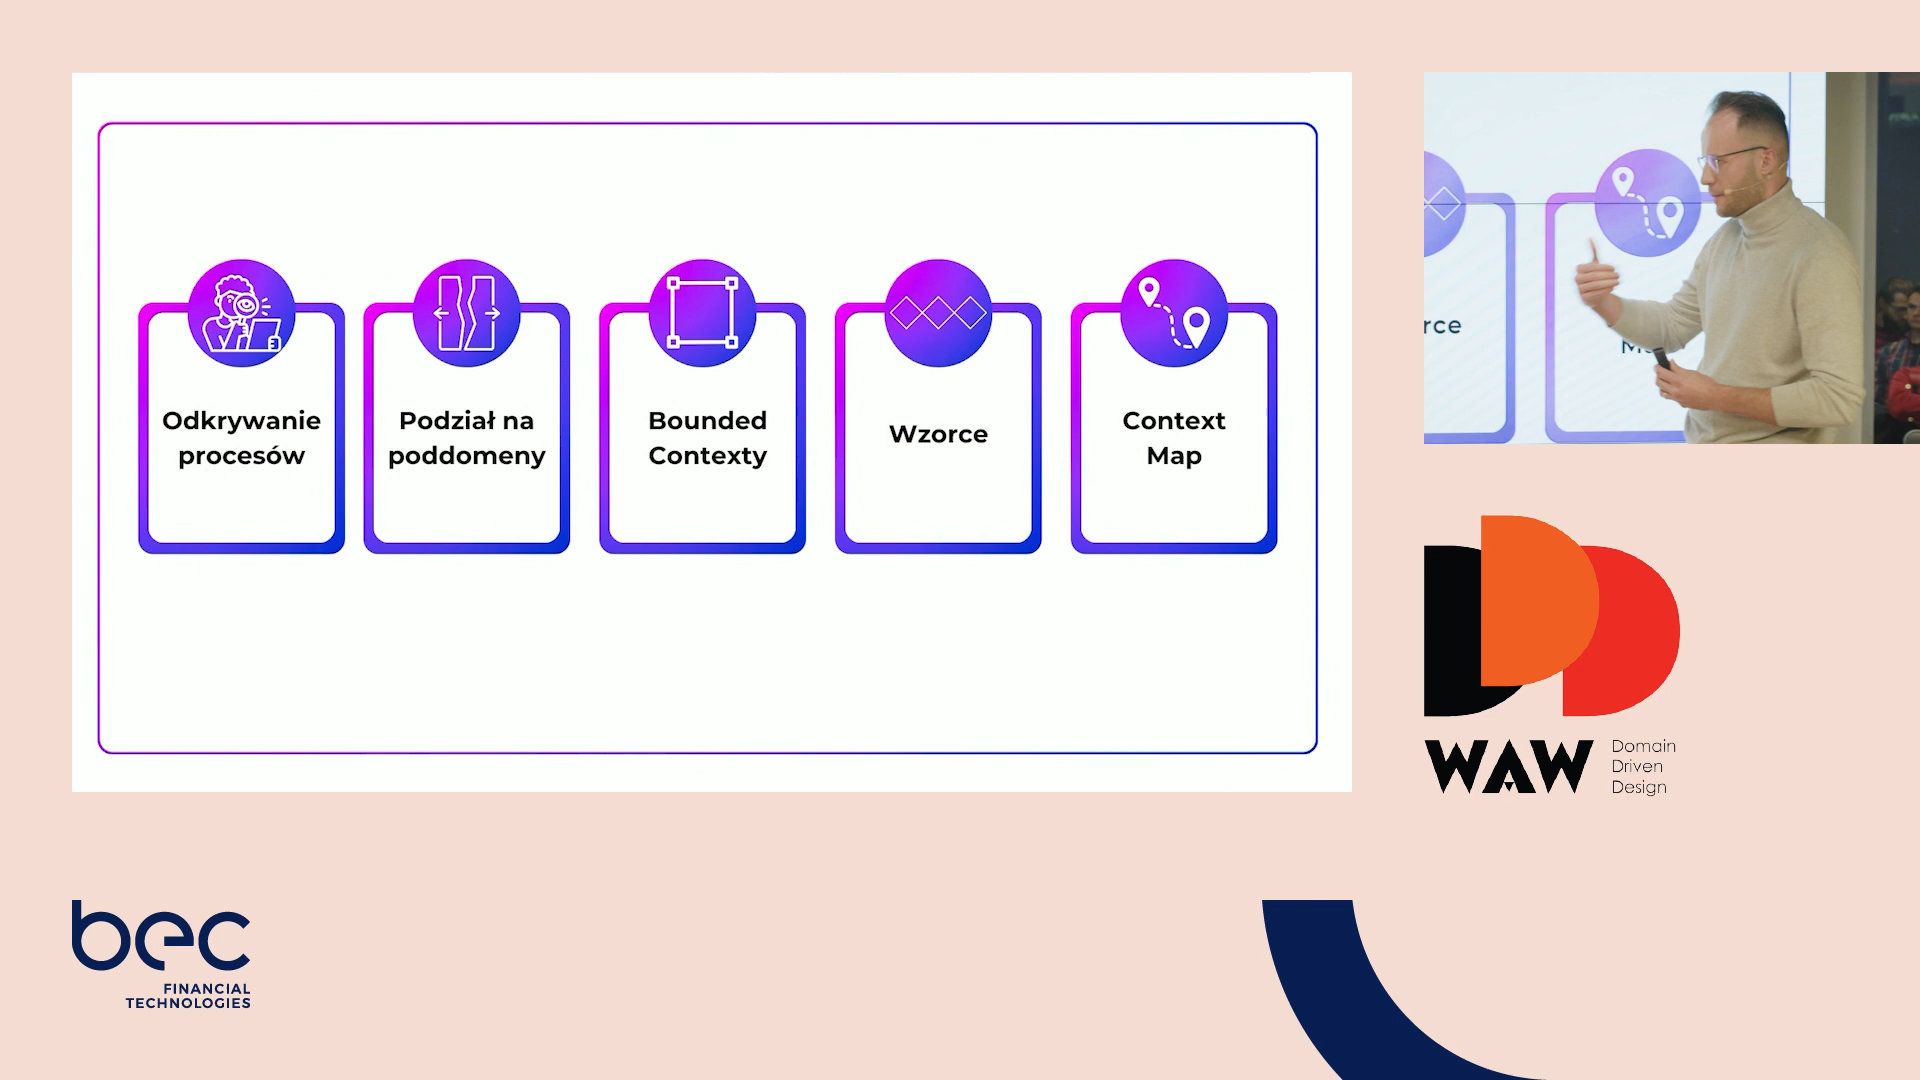 Odkrywanie
procesów
Podział na
poddomeny
Bounded
Contexty
Wzorce
Context
Map
rce
WAW
Domain
Driven
Design
bec
FINANCIAL
TECHNOLOGIES